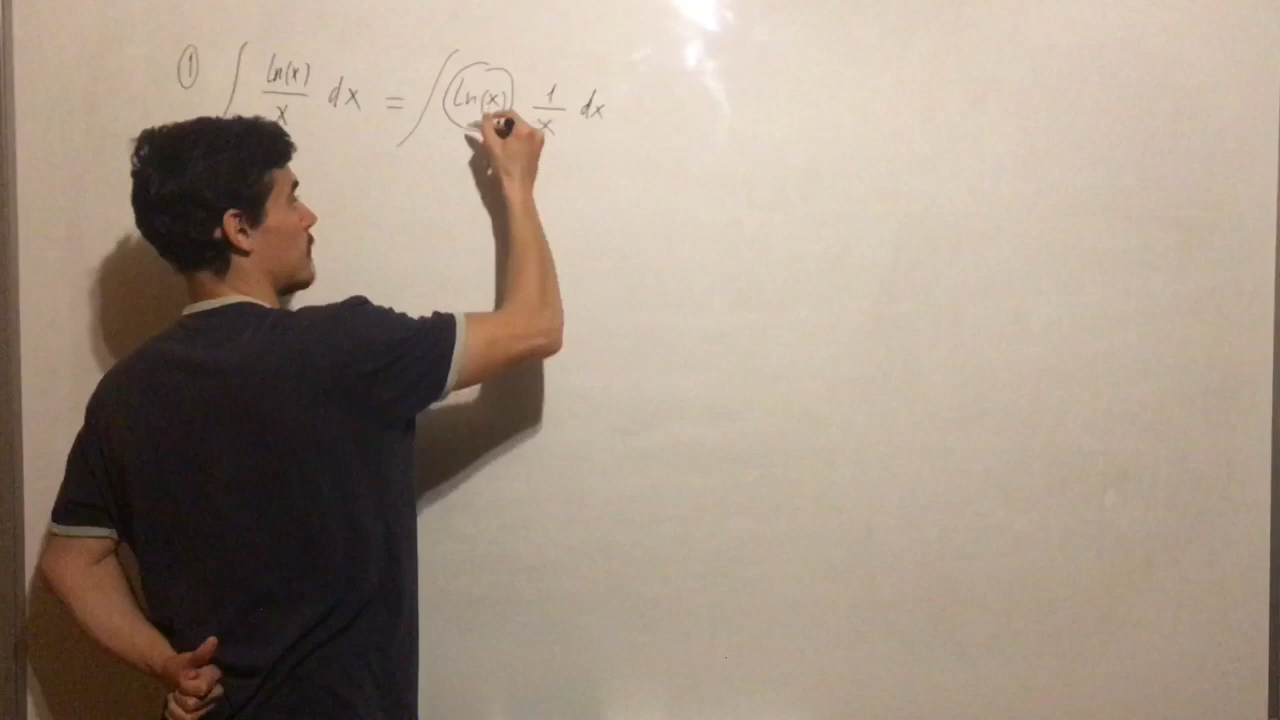 ① ∫ ln(x)/x dx = ∫ ln(x) 1/x dx